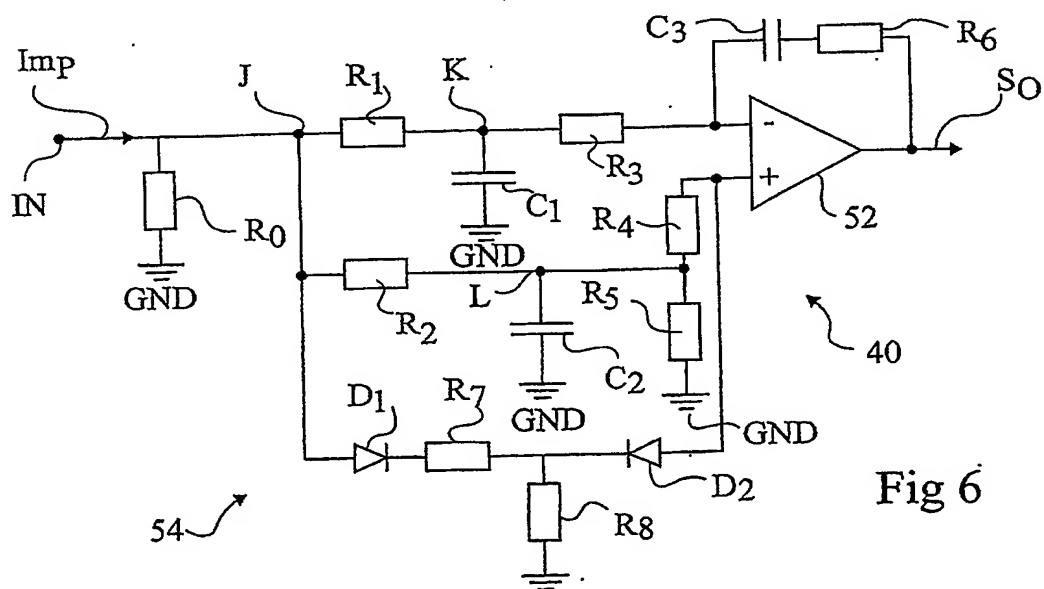 C3
R6
ImP
J
R1
K
SO
-
+
IN
R0
C1
R3
R4
52
GND
GND
L
R5
R2
C2
40
D1
R7
GND
GND
D2
Fig 6
54
R8